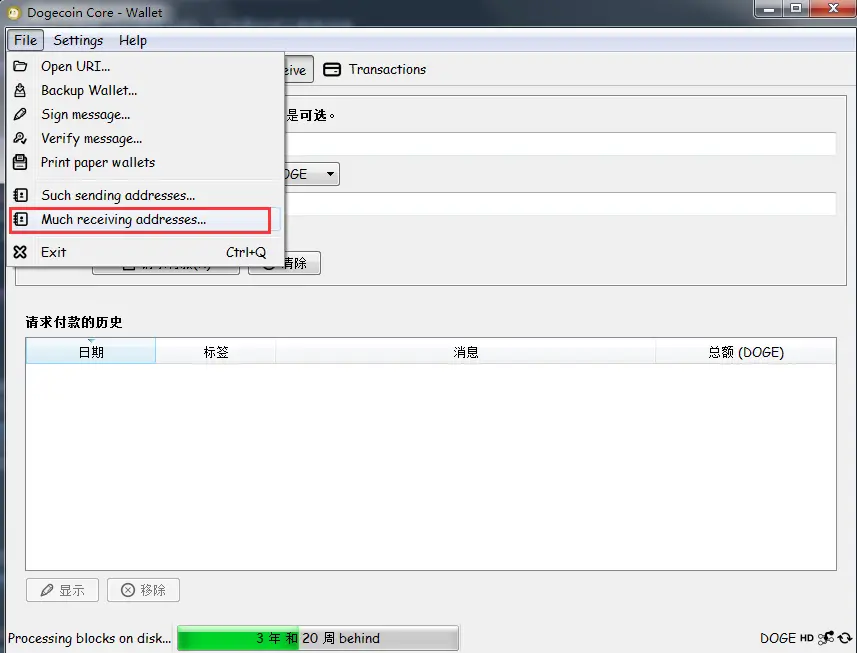 Dogecoin Core - Wallet
File Settings Help
Open URI...
Backup Wallet...
Sign message...
Verify message...
Print paper wallets
Such sending addresses...
Much receiving addresses...
Exit Ctrl+Q
Transactions
是可选。
清除
请求付款的历史
日期 标签 消息 总额 (DOGE)
显示 移除
Processing blocks on disk... 3 年 和 20 周 behind DOGE HD